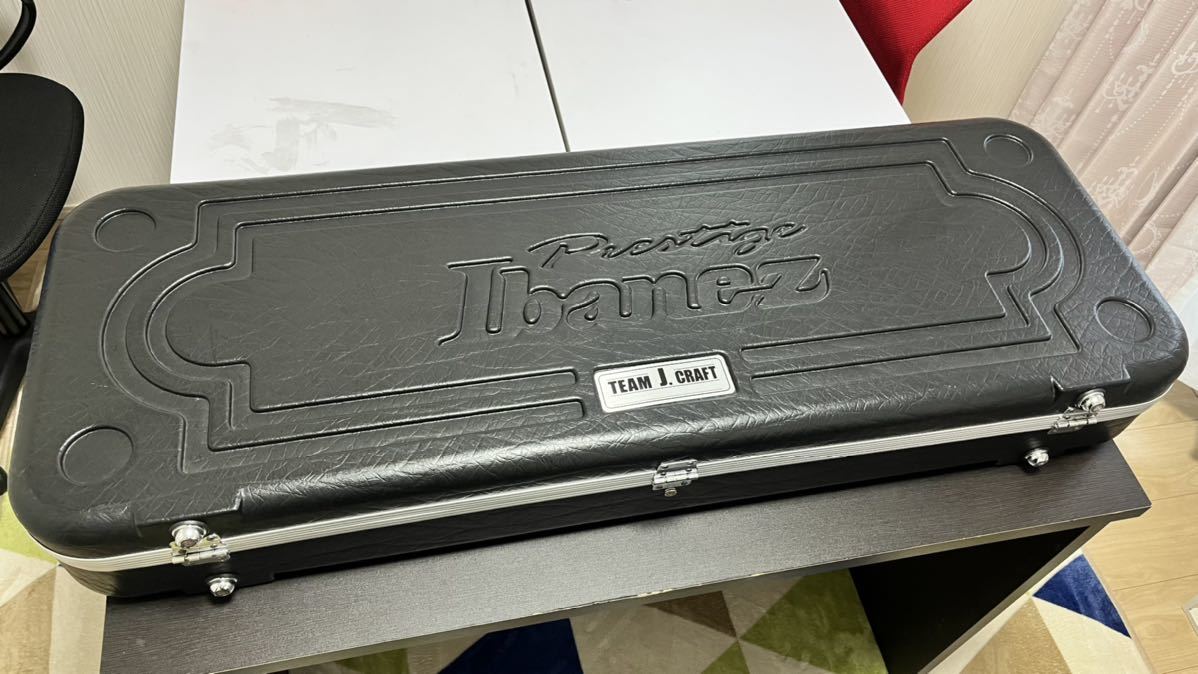 Prestige
Ibanez
TEAM J. CRAFT